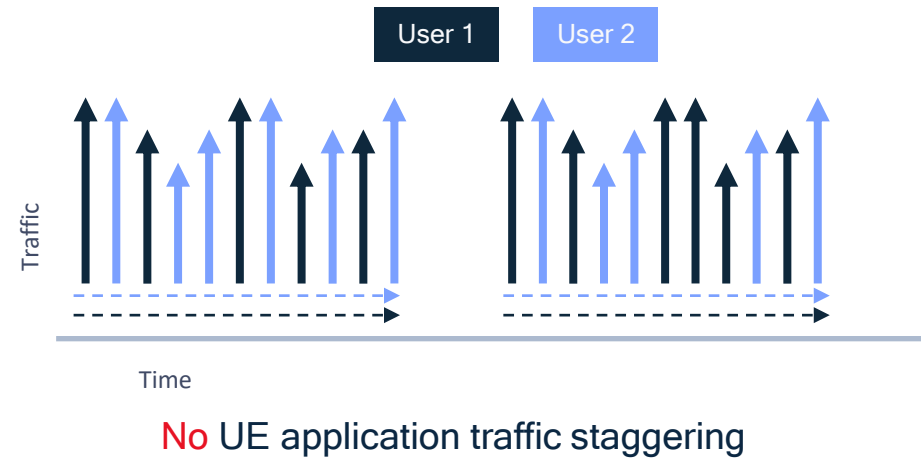 User 1
User 2
Traffic
Time
No UE application traffic staggering